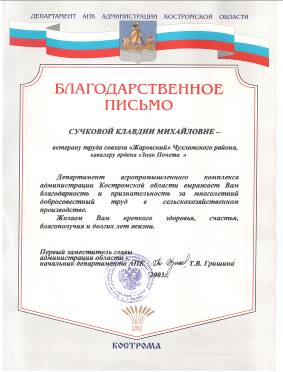 ДЕПАРТАМЕНТ АПК АДМИНИСТРАЦИИ КОСТРОМСКОЙ ОБЛАСТИ
БЛАГОДАРСТВЕННОЕ
ПИСЬМО
СУЧКОВОЙ КЛАВДИИ МИХАЙЛОВНЕ –
ветерану труда совхоза «Жаровский» Чухломского района,
кавалеру ордена «Знак Почета »
Департамент агропромышленного комплекса
администрации Костромской области выражает Вам
благодарность и признательность за многолетний
добросовестный труд в сельскохозяйственном
производстве.
Желаем Вам крепкого здоровья, счастья,
благополучия и долгих лет жизни.
Первый заместитель главы
администрации области -
начальник департамента АПК Т.В. Гришина
2003г.
КОСТРОМА